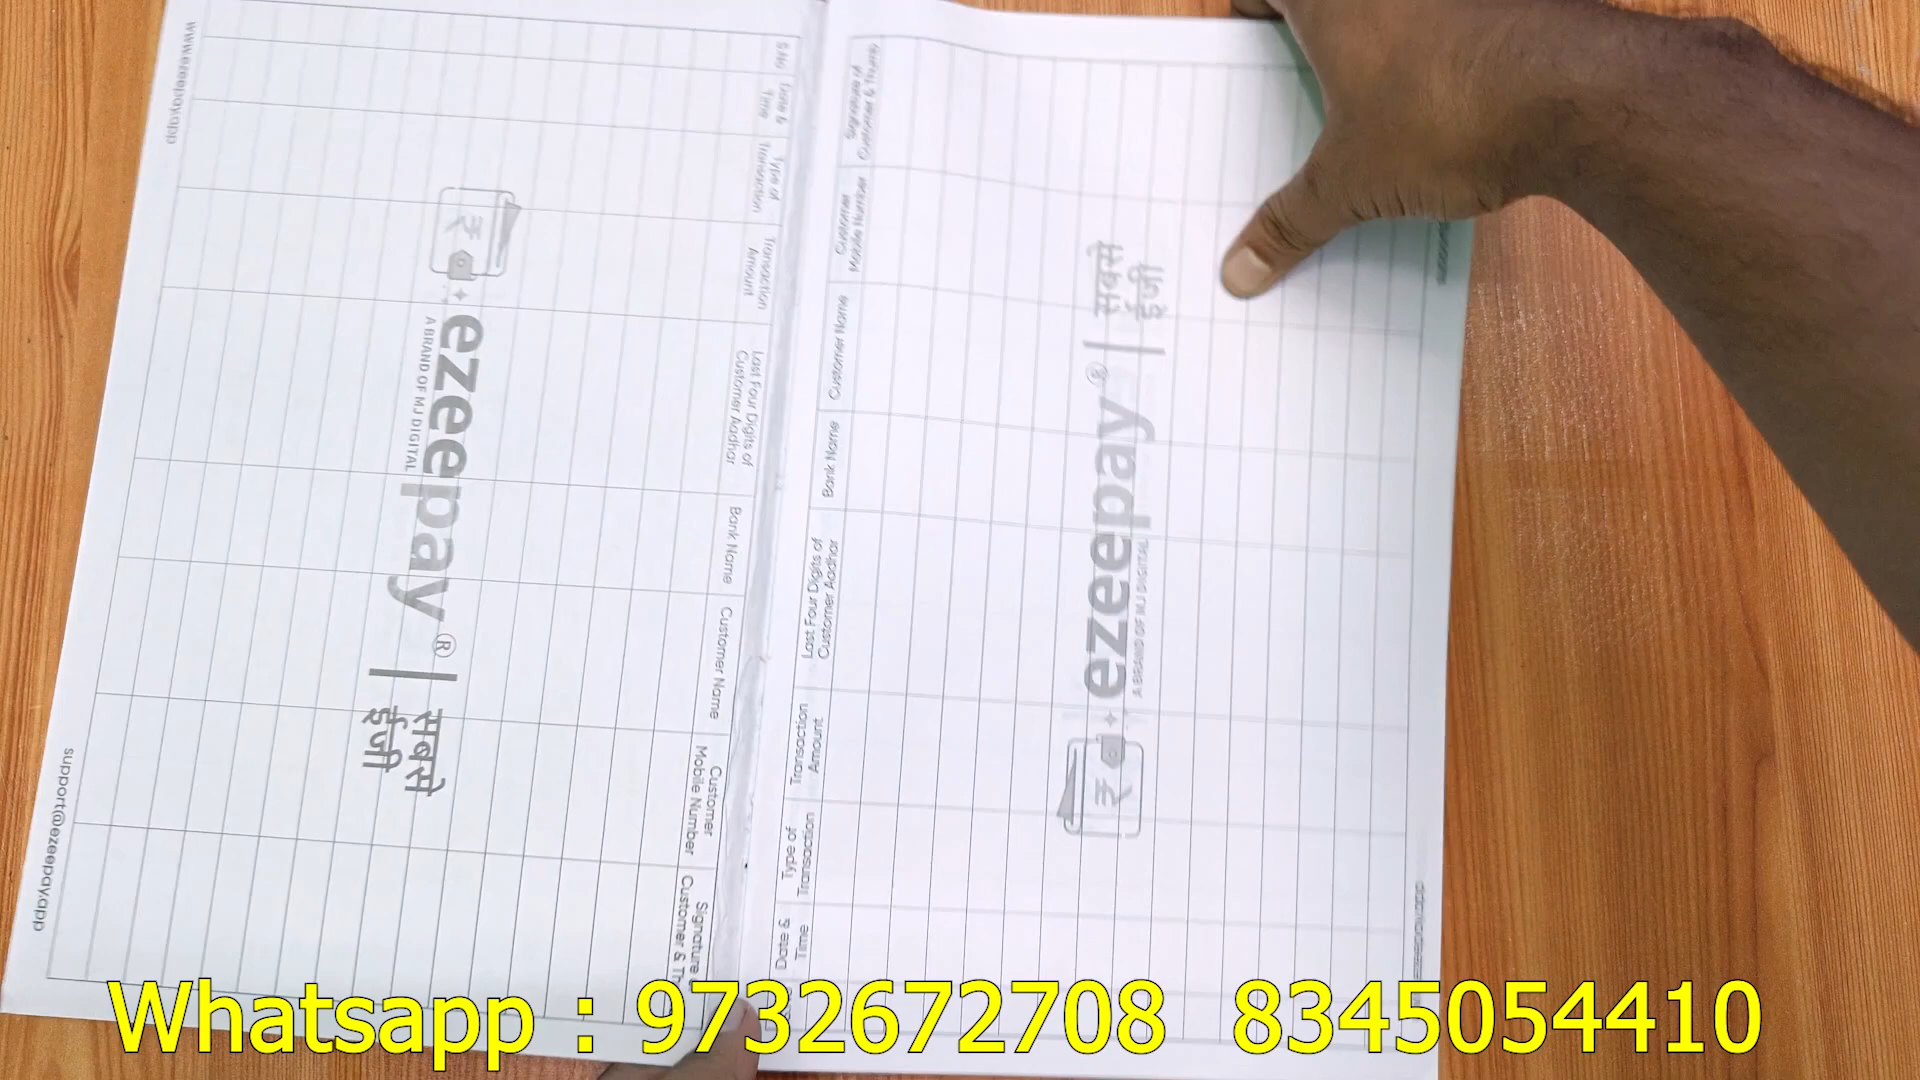 www.ezeepay.app
S.No
Date &
Time
Type of
Transaction
Transaction
Amount
Last Four Digits of
Customer Aadhar
Bank Name
Customer Name
Customer
Mobile Number
Signature
Customer & Th
ezeepay® | सबसे ईज़ी
A BRAND OF MJ DIGITAL
support@ezeepay.app
Date &
Time
Type of
Transaction
Transaction
Amount
Last Four Digits of
Customer Aadhar
Bank Name
Customer Name
Customer
Mobile Number
Signature of
Customer & Thumb
ezeepay® | सबसे ईज़ी
A BRAND OF MJ DIGITAL
Whatsapp : 9732672708 8345054410